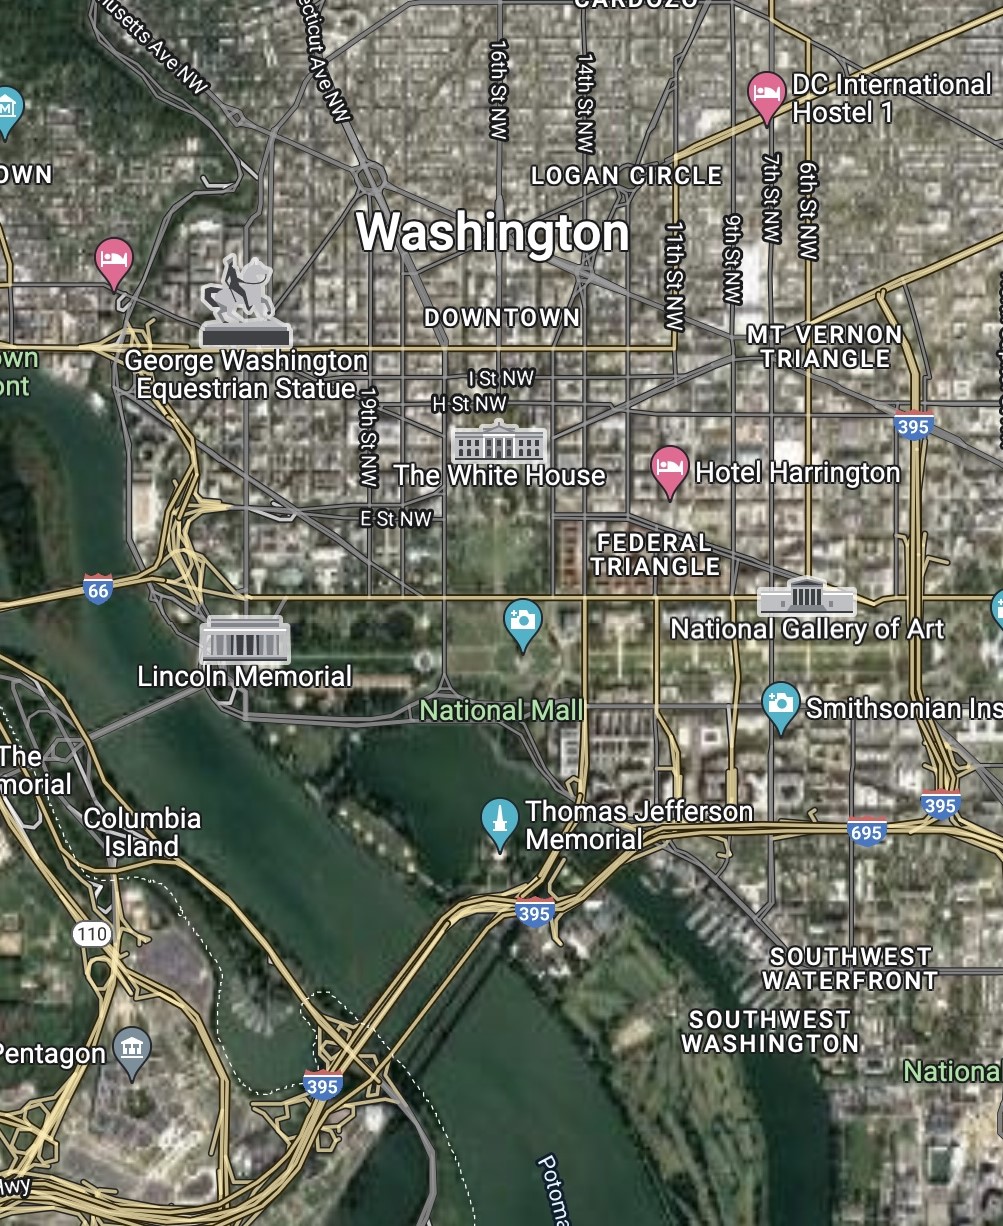 CARDOZO
usetts Ave NW
ecticut Ave NW
16th St NW
14th St NW
DC International
Hostel 1
OWN
LOGAN CIRCLE
7th St NW
6th St NW
Washington
11th St NW
9th St NW
DOWNTOWN
MT VERNON
TRIANGLE
own
ont
George Washington
Equestrian Statue
I St NW
H St NW
19th St NW
395
The White House
Hotel Harrington
E St NW
FEDERAL
TRIANGLE
66
National Gallery of Art
Lincoln Memorial
National Mall
Smithsonian Ins
The
morial
Columbia
Island
Thomas Jefferson
Memorial
395
695
395
110
SOUTHWEST
WATERFRONT
SOUTHWEST
WASHINGTON
Pentagon
National
395
Hwy
Potoma